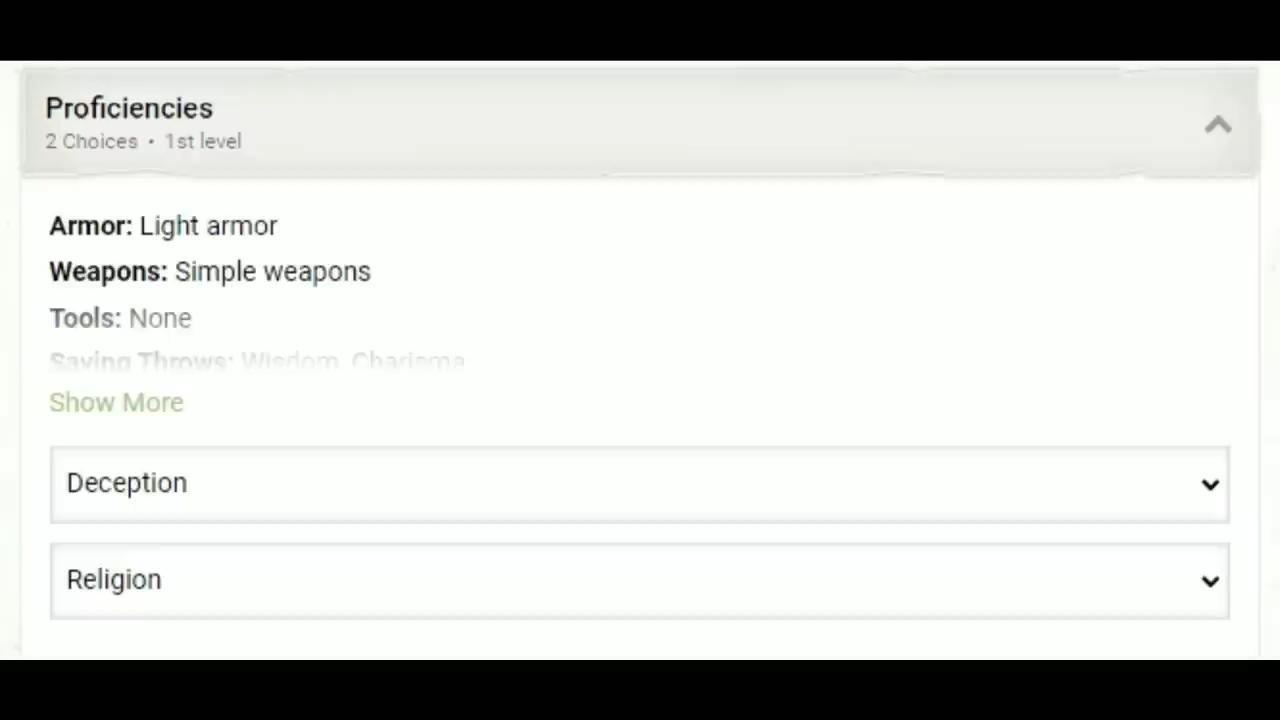 Proficiencies
2 Choices • 1st level
Armor: Light armor
Weapons: Simple weapons
Tools: None
Saving Throws: Wisdom, Charisma
Show More
Deception
Religion